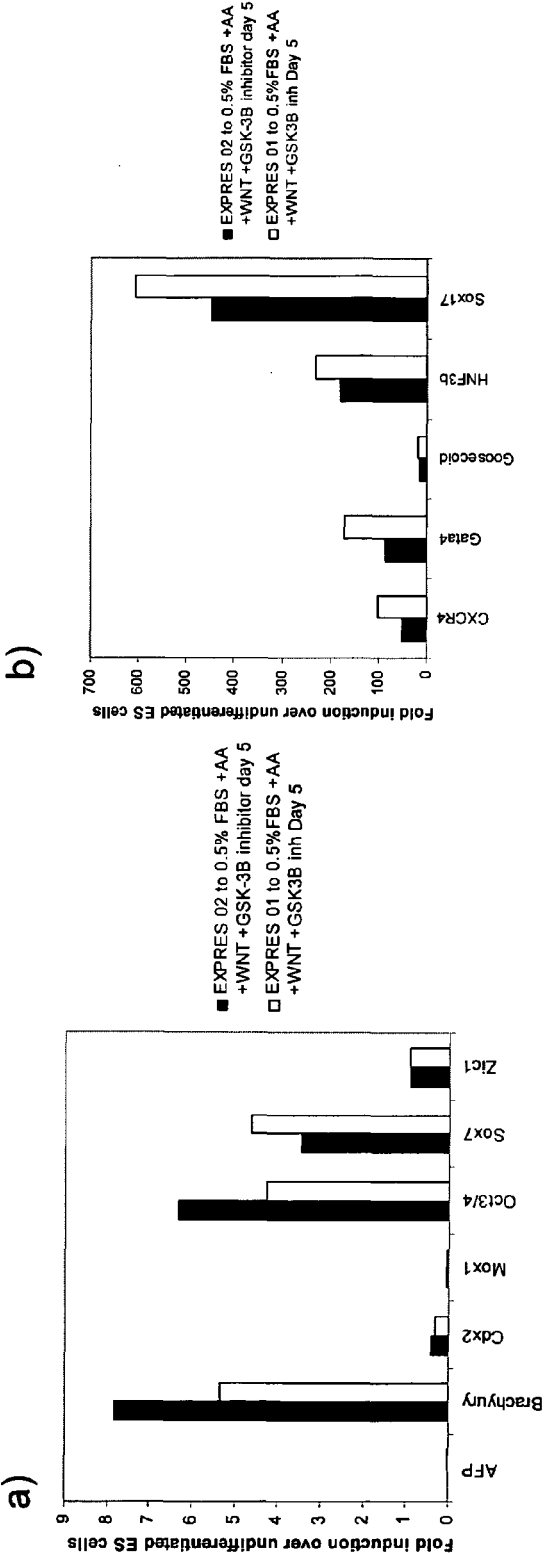 a)
Fold induction over undifferentiated ES cells
9
8
7
6
5
4
3
2
1
0
AFP
Brachyury
Cdx2
Mox1
Oct3/4
Sox7
Zic1
EXPRES 02 to 0.5% FBS +AA
+WNT +GSK-3B inhibitor day 5
EXPRES 01 to 0.5%FBS +AA
+WNT +GSK3B inh Day 5
b)
Fold induction over undifferentiated ES cells
700
600
500
400
300
200
100
0
CXCR4
Gata4
Goosecoid
HNF3b
Sox17
EXPRES 02 to 0.5% FBS +AA
+WNT +GSK-3B inhibitor day 5
EXPRES 01 to 0.5%FBS +AA
+WNT +GSK3B inh Day 5